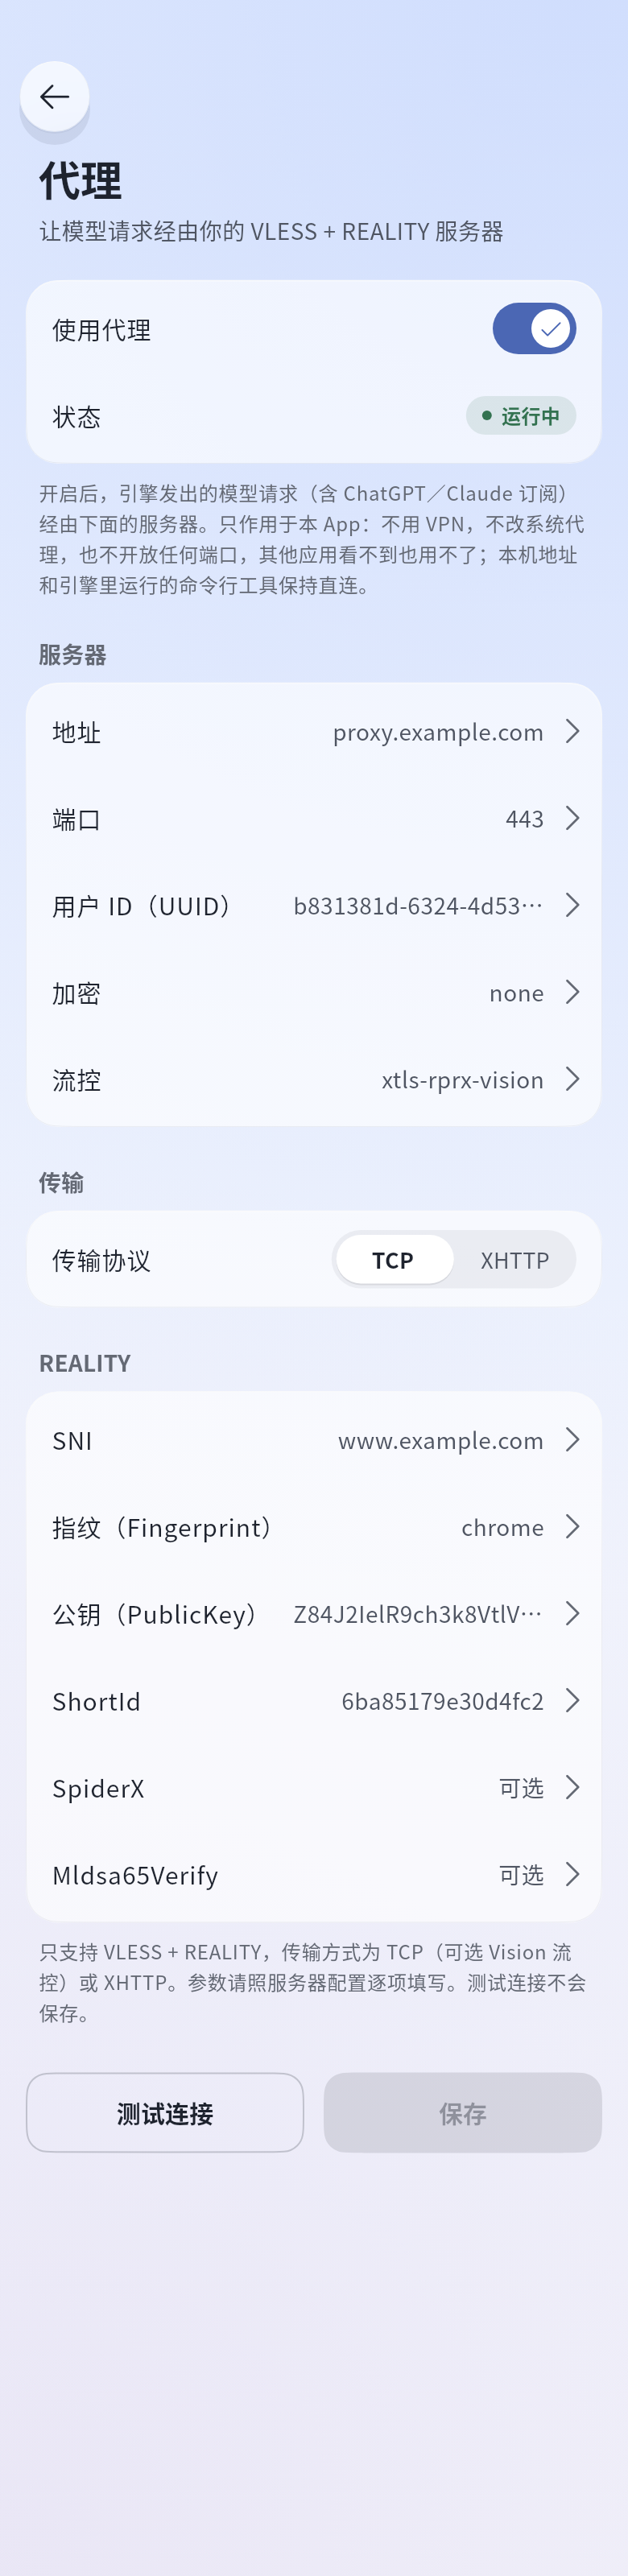 代理
让模型请求经由你的 VLESS + REALITY 服务器
使用代理
状态 运行中
开启后，引擎发出的模型请求（含 ChatGPT／Claude 订阅）
经由下面的服务器。只作用于本 App：不用 VPN，不改系统代
理，也不开放任何端口，其他应用看不到也用不了；本机地址
和引擎里运行的命令行工具保持直连。
服务器
地址 proxy.example.com
端口 443
用户 ID（UUID） b831381d-6324-4d53…
加密 none
流控 xtls-rprx-vision
传输
传输协议 TCP XHTTP
REALITY
SNI www.example.com
指纹（Fingerprint） chrome
公钥（PublicKey） Z84J2IelR9ch3k8VtlV…
ShortId 6ba85179e30d4fc2
SpiderX 可选
Mldsa65Verify 可选
只支持 VLESS + REALITY，传输方式为 TCP（可选 Vision 流
控）或 XHTTP。参数请照服务器配置逐项填写。测试连接不会
保存。
测试连接 保存